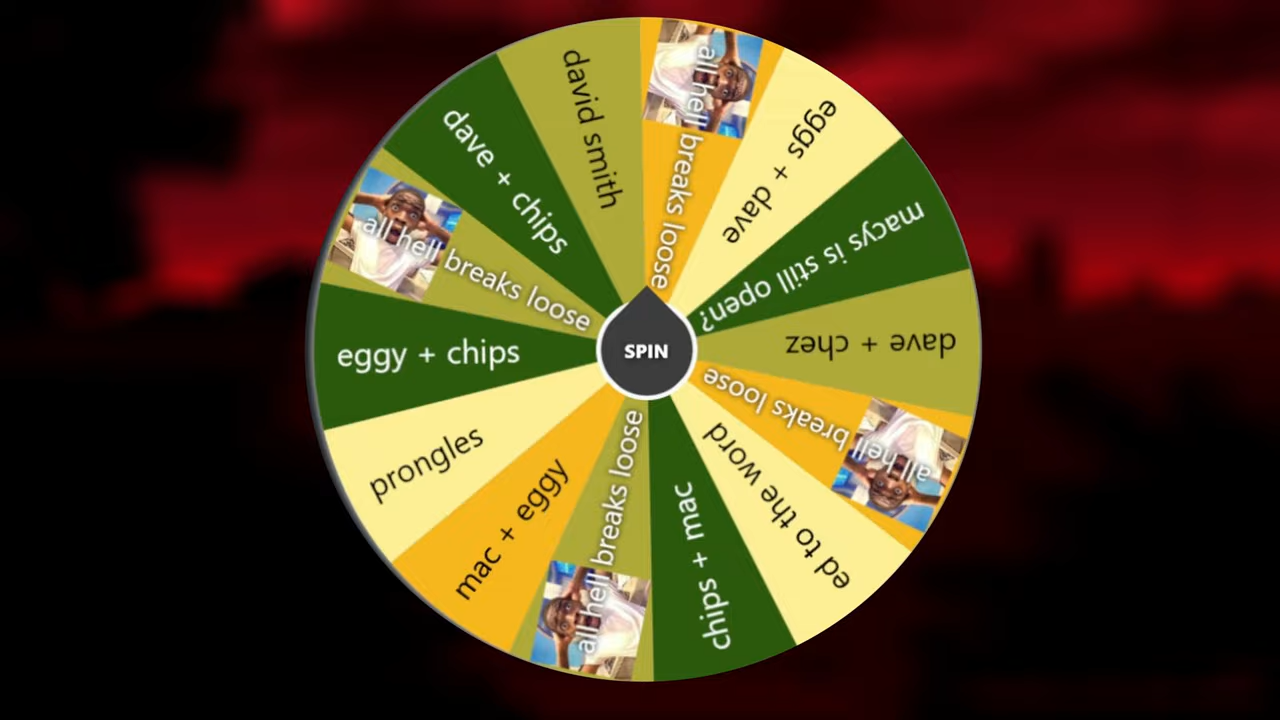 all hell breaks loose
eggs + dave
macys is still open?
dave + chez
all hell breaks loose
ed to the word
chips + mac
all hell breaks loose
mac + eggy
prongles
eggy + chips
all hell breaks loose
dave + chips
david smith
SPIN